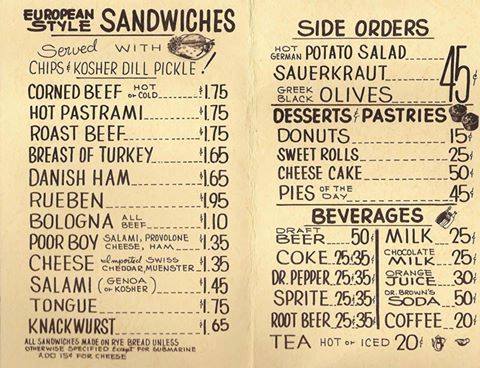 EUROPEAN STYLE SANDWICHES
Served WITH
CHIPS & KOSHER DILL PICKLE!
CORNED BEEF HOT OR COLD $1.75
HOT PASTRAMI $1.75
ROAST BEEF $1.75
BREAST OF TURKEY $1.65
DANISH HAM $1.65
RUEBEN $1.95
BOLOGNA ALL BEEF $1.10
POOR BOY SALAMI, PROVOLONE CHEESE, HAM $1.35
CHEESE Imported SWISS CHEDDAR, MUENSTER $1.35
SALAMI (GENOA OR KOSHER) $1.45
TONGUE $1.75
KNACKWURST $1.65
ALL SANDWICHES MADE ON RYE BREAD UNLESS
OTHERWISE SPECIFIED Except FOR SUBMARINE
ADD 15¢ FOR CHEESE
SIDE ORDERS
HOT GERMAN POTATO SALAD
SAUERKRAUT 45¢
GREEK BLACK OLIVES
DESSERTS & PASTRIES
DONUTS 15¢
SWEET ROLLS 25¢
CHEESE CAKE 50¢
PIES OF THE DAY 45¢
BEVERAGES
DRAFT BEER 50¢
COKE 25¢ 35¢
DR. PEPPER 25¢ 35¢
SPRITE 25¢ 35¢
ROOT BEER 25¢ 35¢
MILK 25¢
CHOCOLATE MILK 25¢
ORANGE JUICE 30¢
DR. BROWN'S SODA 50¢
COFFEE 20¢
TEA HOT OR ICED 20¢